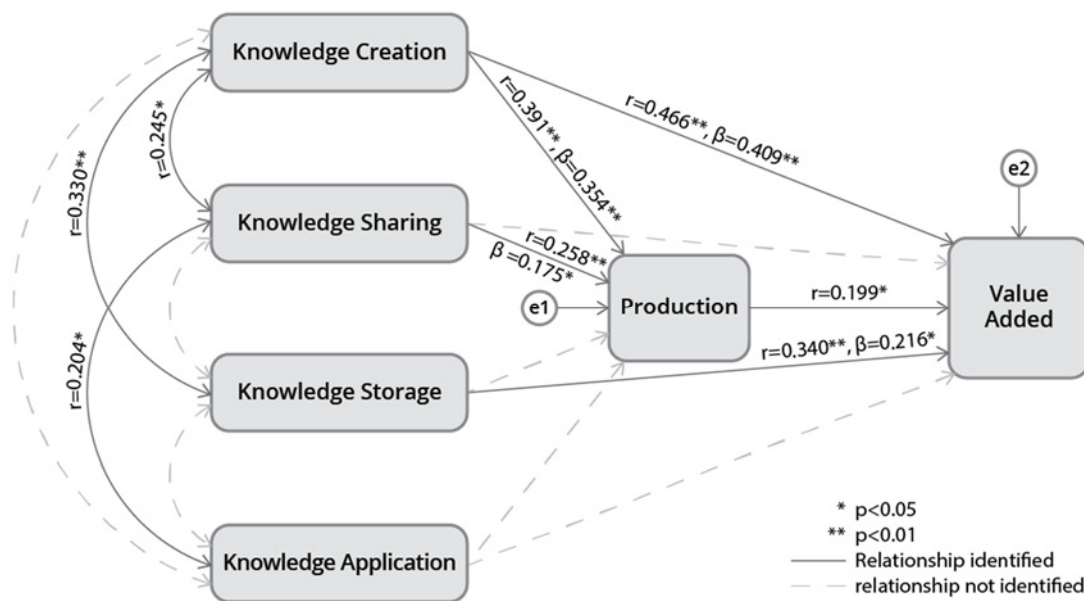 Knowledge Creation
r=0.466**, β=0.409**
r=0.391**, β=0.354**
r=0.245*
r=0.330**
e2
Knowledge Sharing
r=0.258**
β =0.175*
e1
Production
r=0.199*
Value
Added
r=0.204*
Knowledge Storage
r=0.340**, β=0.216*
Knowledge Application
* p<0.05
** p<0.01
Relationship identified
relationship not identified